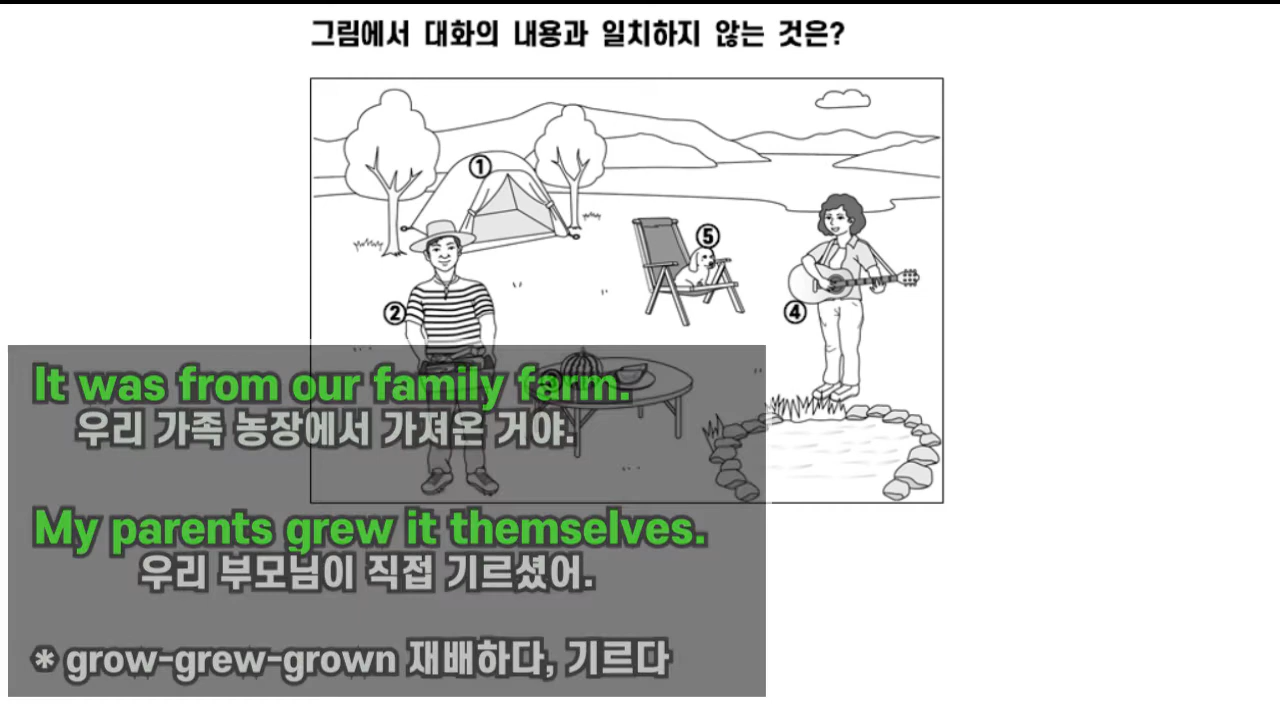 그림에서 대화의 내용과 일치하지 않는 것은?
①
⑤
②
④
It was from our family farm.
우리 가족 농장에서 가져온 거야.
My parents grew it themselves.
우리 부모님이 직접 기르셨어.
* grow-grew-grown 재배하다, 기르다